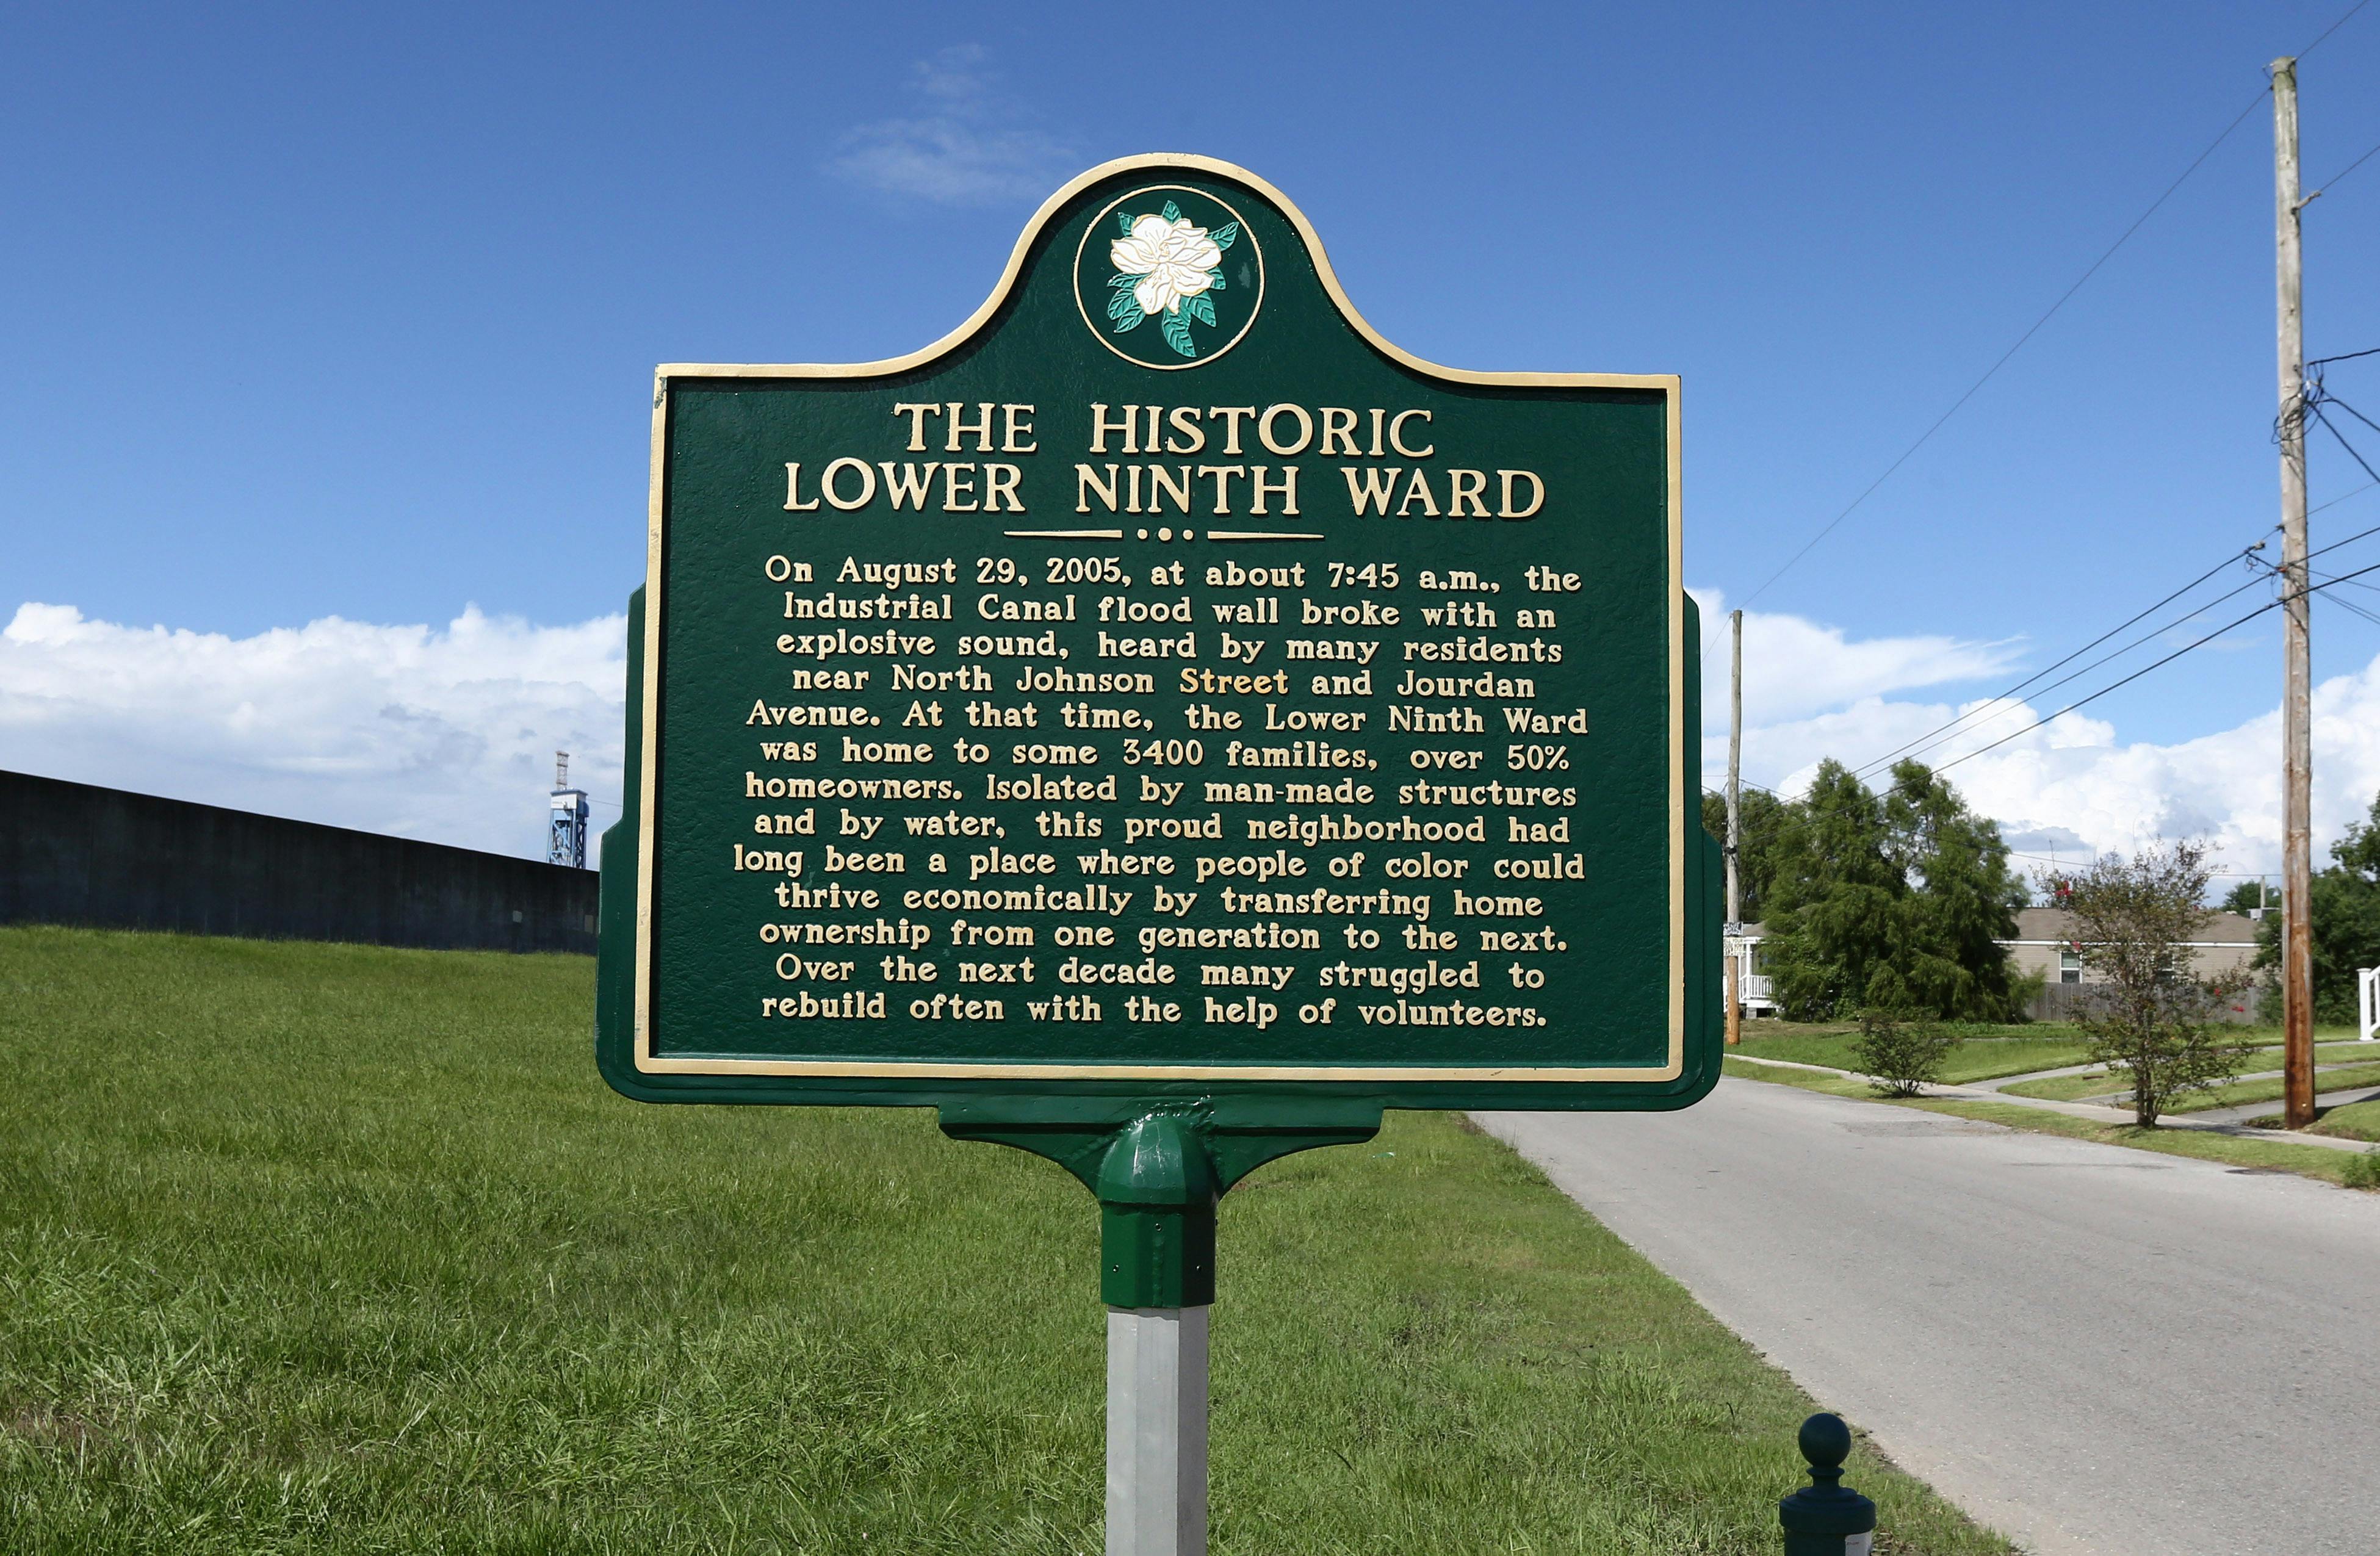 THE HISTORIC
LOWER NINTH WARD
On August 29, 2005, at about 7:45 a.m., the
Industrial Canal flood wall broke with an
explosive sound, heard by many residents
near North Johnson Street and Jourdan
Avenue. At that time, the Lower Ninth Ward
was home to some 3400 families, over 50%
homeowners. Isolated by man-made structures
and by water, this proud neighborhood had
long been a place where people of color could
thrive economically by transferring home
ownership from one generation to the next.
Over the next decade many struggled to
rebuild often with the help of volunteers.